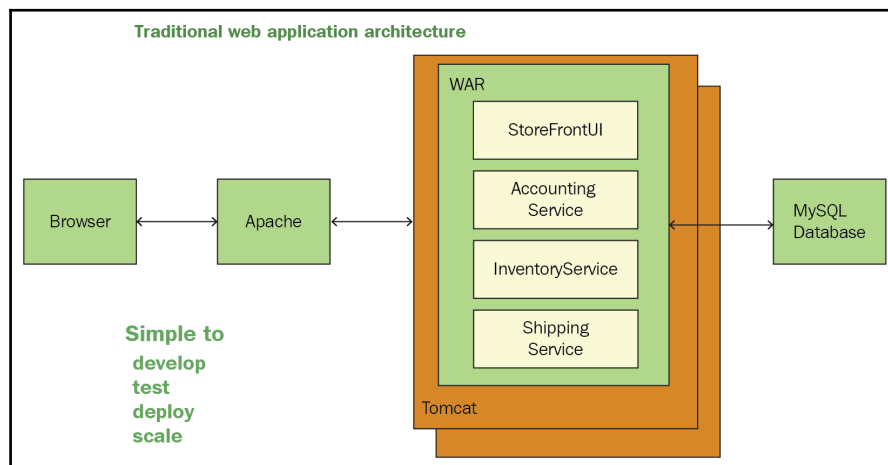 Traditional web application architecture
WAR
StoreFrontUI
Accounting
Service
InventoryService
Shipping
Service
Tomcat
Browser
Apache
MySQL
Database
Simple to
develop
test
deploy
scale